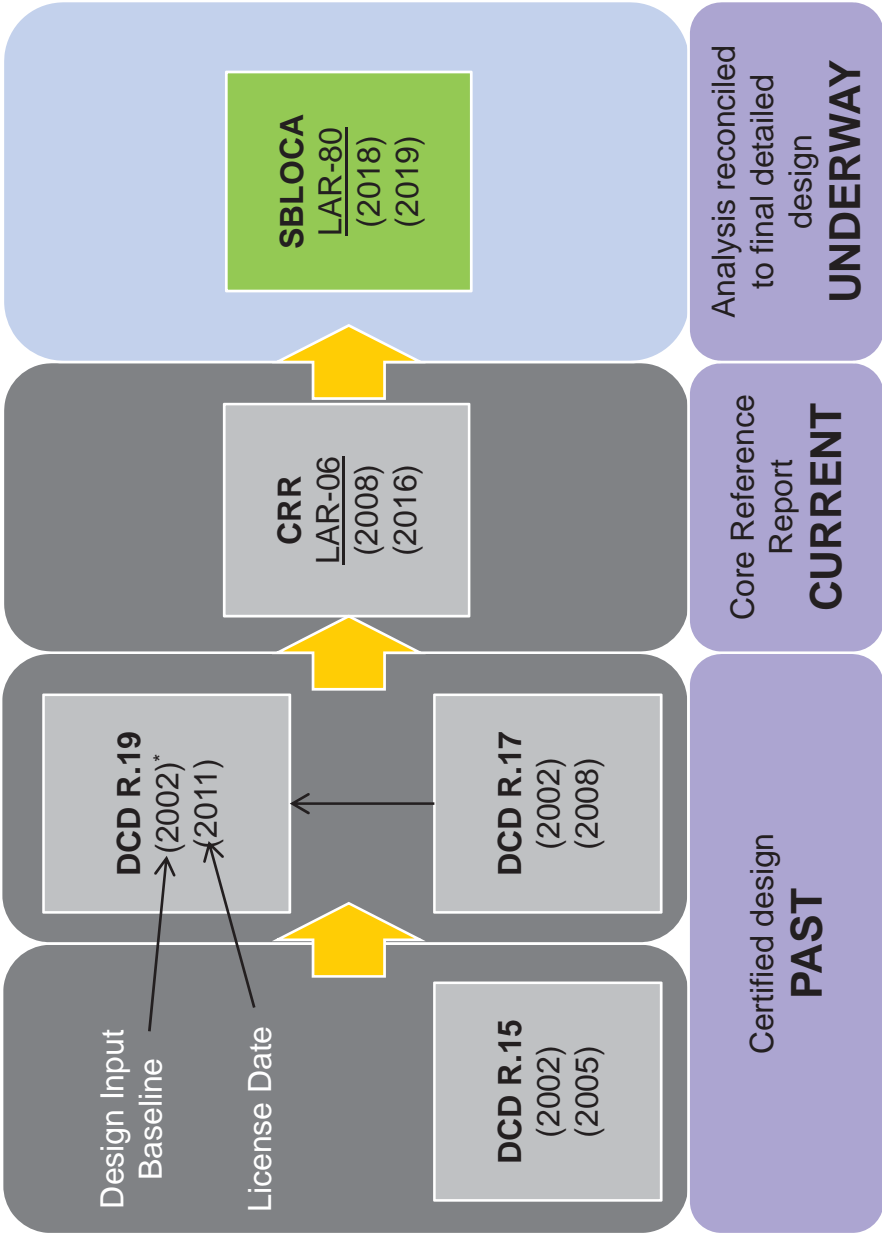 Design Input
Baseline
License Date
DCD R.15
(2002)
(2005)
DCD R.19
(2002)*
(2011)
DCD R.17
(2002)
(2008)
CRR
LAR-06
(2008)
(2016)
SBLOCA
LAR-80
(2018)
(2019)
Certified design
PAST
Core Reference
Report
CURRENT
Analysis reconciled
to final detailed
design
UNDERWAY